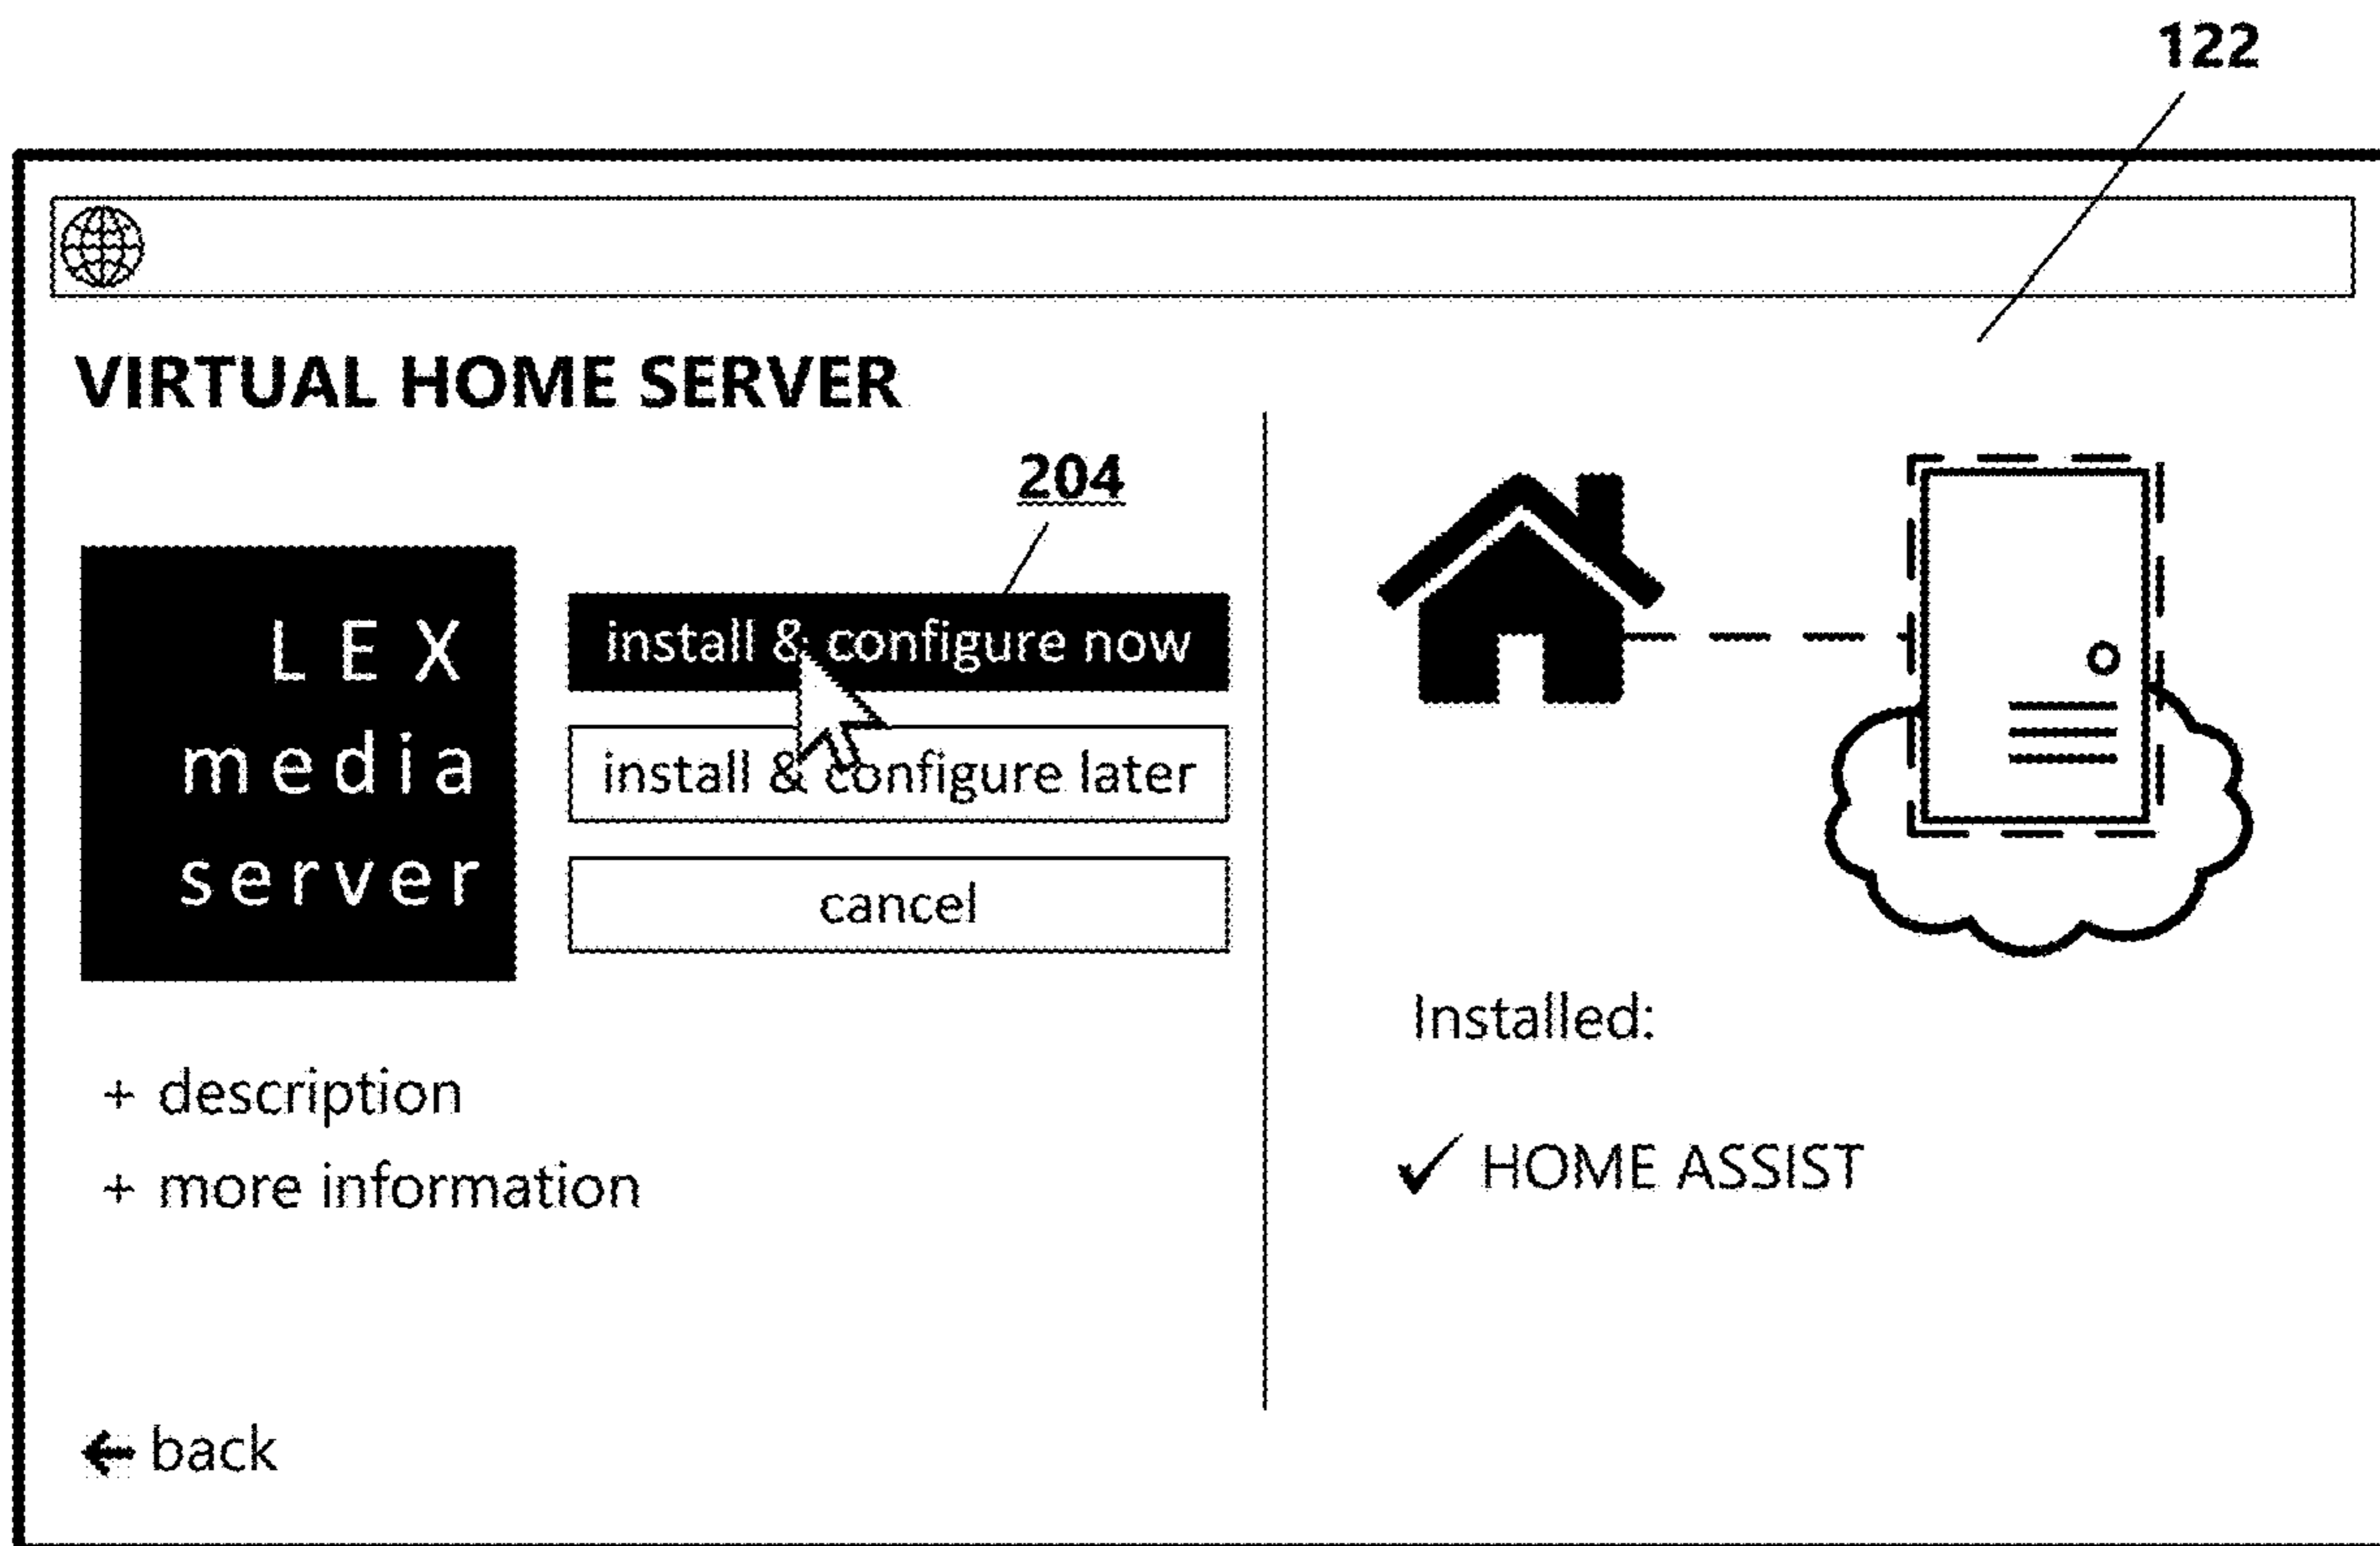 122
VIRTUAL HOME SERVER
204
LEX
media
server
install & configure now
install & configure later
cancel
+ description
+ more information
← back
Installed:
✓ HOME ASSIST